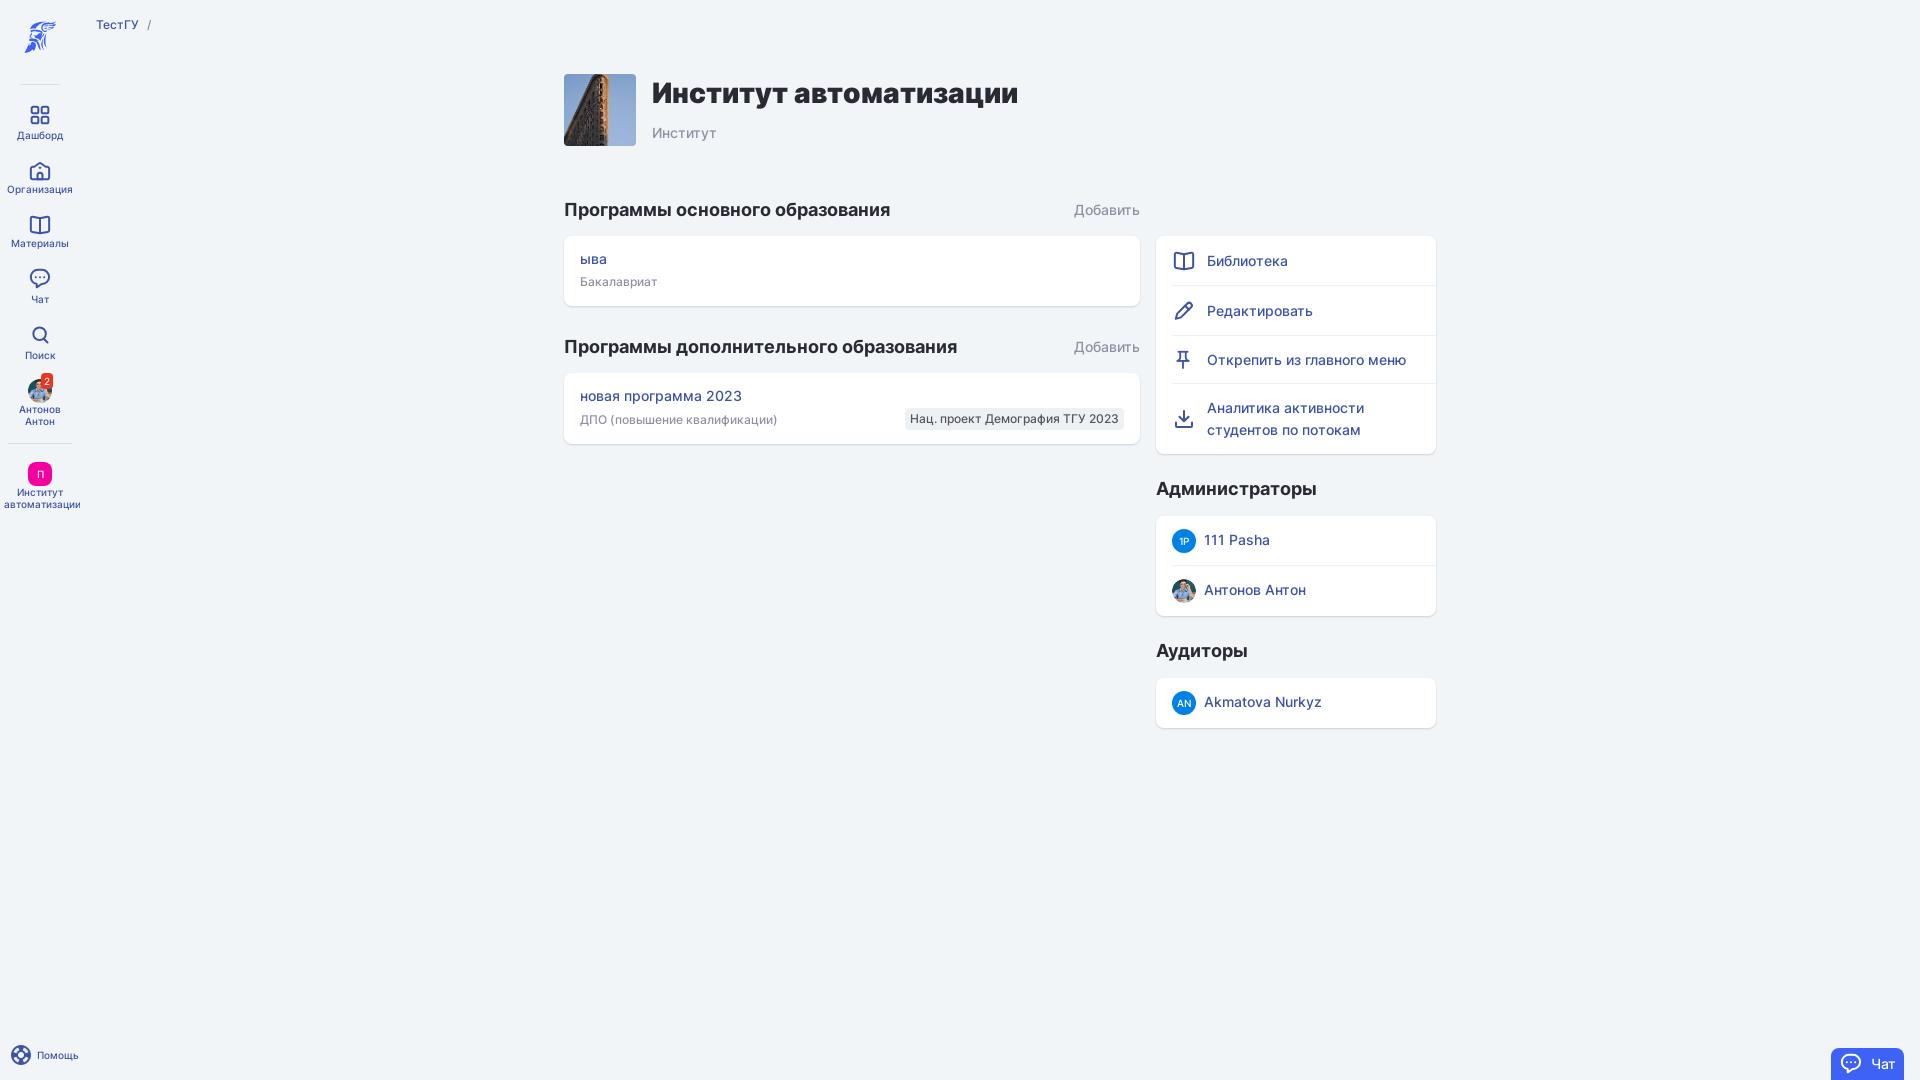 ТестГУ /
Дашборд
Организация
Материалы
Чат
Поиск
2
Антонов
Антон
П
Институт
автоматизации
Помощь
Институт автоматизации
Институт
Программы основного образования
Добавить
ыва
Бакалавриат
Программы дополнительного образования
Добавить
новая программа 2023
ДПО (повышение квалификации)
Нац. проект Демография ТГУ 2023
Библиотека
Редактировать
Открепить из главного меню
Аналитика активности
студентов по потокам
Администраторы
1P 111 Pasha
Антонов Антон
Аудиторы
AN Akmatova Nurkyz
Чат